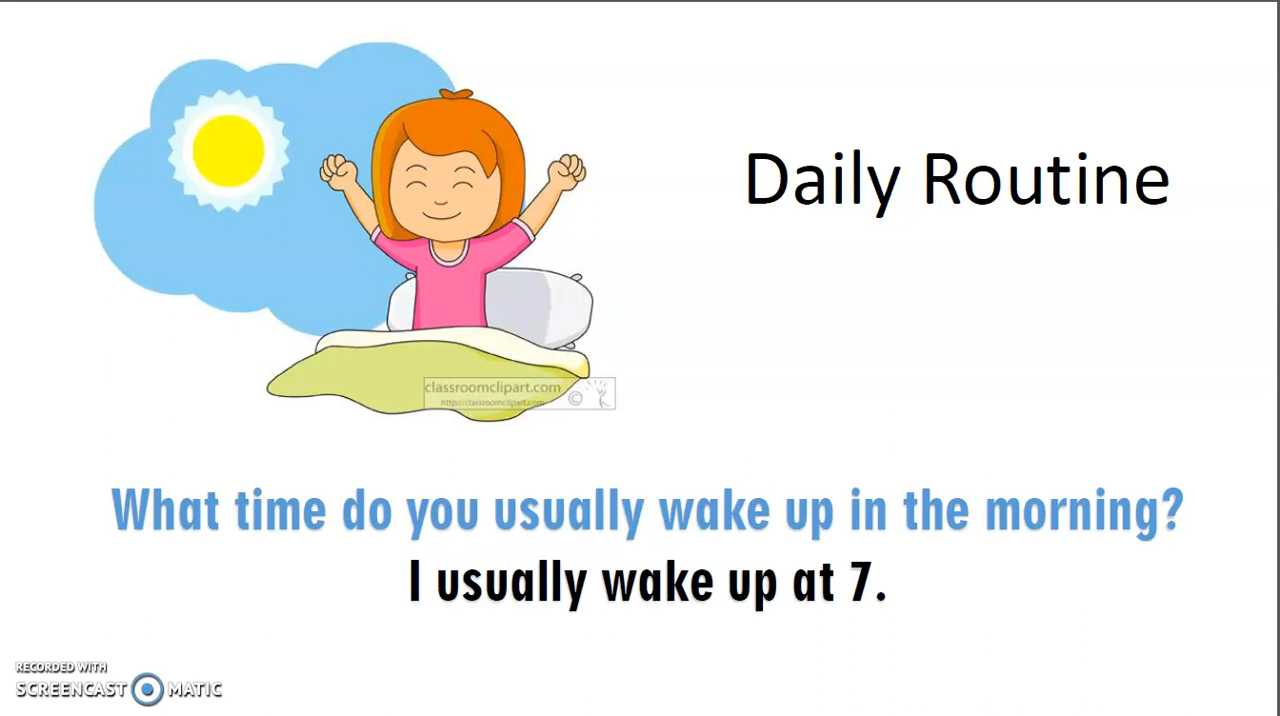 Daily Routine
classroomclipart.com
http://classroomclipart.com
©
What time do you usually wake up in the morning?
I usually wake up at 7.
RECORDED WITH
SCREENCAST MATIC